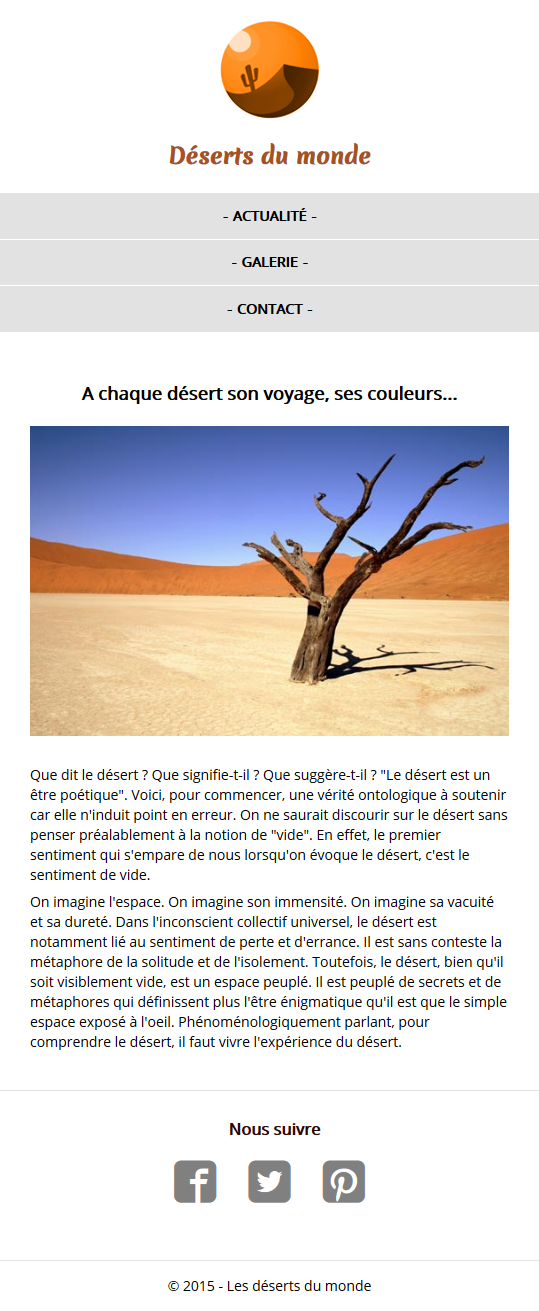 Déserts du monde
- ACTUALITÉ -
- GALERIE -
- CONTACT -
A chaque désert son voyage, ses couleurs...
Que dit le désert ? Que signifie-t-il ? Que suggère-t-il ? "Le désert est un
être poétique". Voici, pour commencer, une vérité ontologique à soutenir
car elle n'induit point en erreur. On ne saurait discourir sur le désert sans
penser préalablement à la notion de "vide". En effet, le premier
sentiment qui s'empare de nous lorsqu'on évoque le désert, c'est le
sentiment de vide.
On imagine l'espace. On imagine son immensité. On imagine sa vacuité
et sa dureté. Dans l'inconscient collectif universel, le désert est
notamment lié au sentiment de perte et d'errance. Il est sans conteste la
métaphore de la solitude et de l'isolement. Toutefois, le désert, bien qu'il
soit visiblement vide, est un espace peuplé. Il est peuplé de secrets et de
métaphores qui définissent plus l'être énigmatique qu'il est que le simple
espace exposé à l'oeil. Phénoménologiquement parlant, pour
comprendre le désert, il faut vivre l'expérience du désert.
Nous suivre
© 2015 - Les déserts du monde